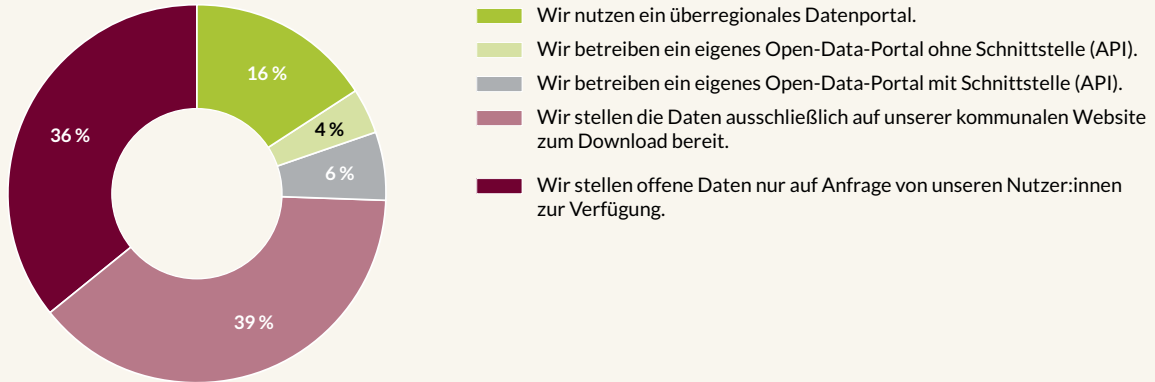 Wir nutzen ein überregionales Datenportal.
Wir betreiben ein eigenes Open-Data-Portal ohne Schnittstelle (API).
Wir betreiben ein eigenes Open-Data-Portal mit Schnittstelle (API).
Wir stellen die Daten ausschließlich auf unserer kommunalen Website
zum Download bereit.
Wir stellen offene Daten nur auf Anfrage von unseren Nutzer:innen
zur Verfügung.
16 %
4 %
6 %
39 %
36 %